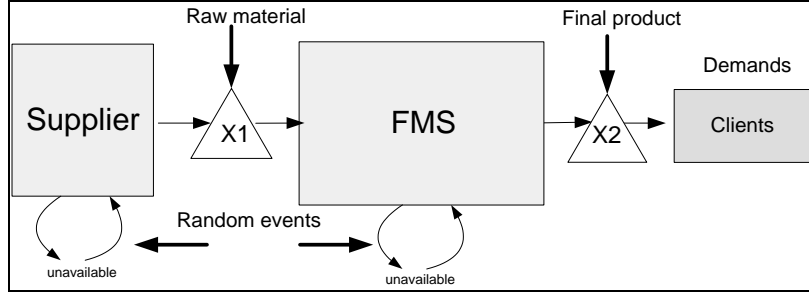 Raw material
Final product
Demands
Supplier
X1
FMS
X2
Clients
Random events
unavailable
unavailable